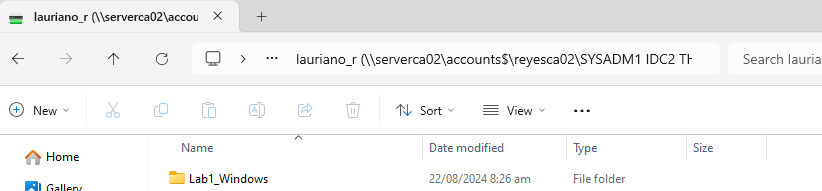 lauriano_r (\\serverca02\accou
lauriano_r (\\serverca02\accounts$\reyesca02\SYSADM1 IDC2 TH
Search lauria
New
Sort
View
Name
Date modified
Type
Size
Home
Lab1_Windows
22/08/2024 8:26 am
File folder
Gallery